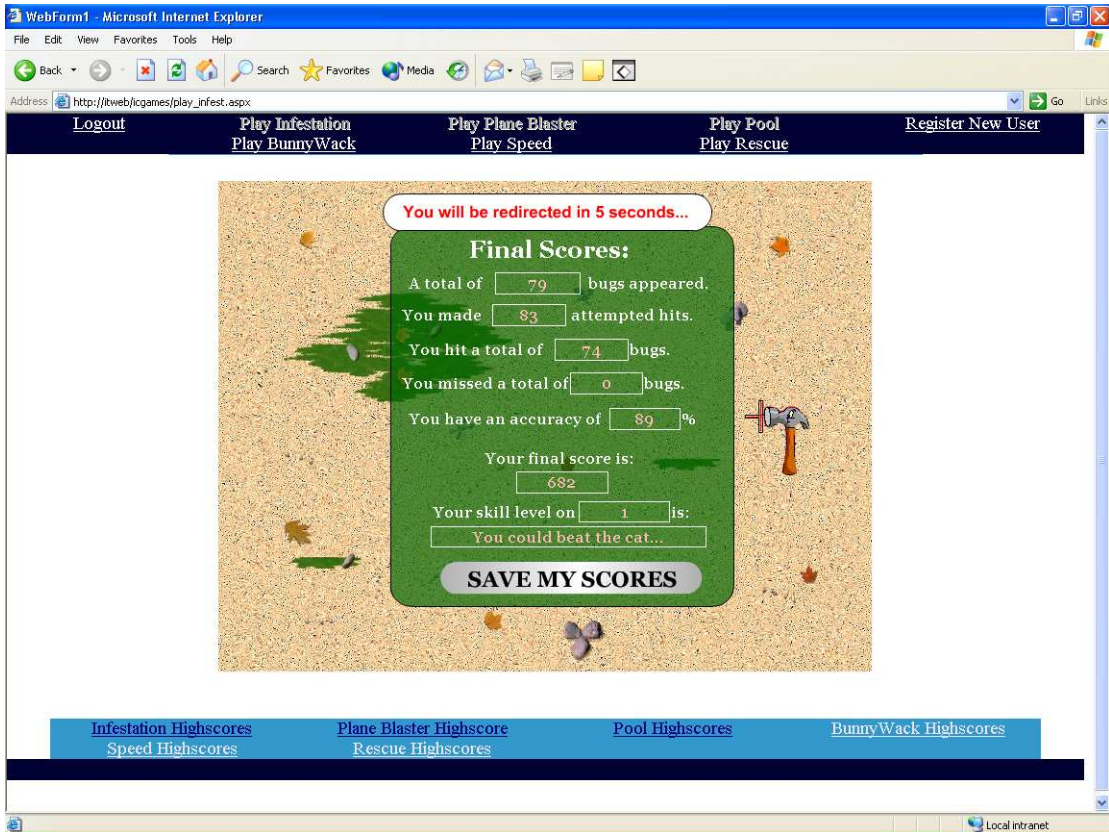 WebForm1 - Microsoft Internet Explorer
File Edit View Favorites Tools Help
Back Search Favorites Media
Address http://itweb/icgames/play_infest.aspx Go Links
Logout Play Infestation Play Plane Blaster Play Pool Register New User
Play BunnyWack Play Speed Play Rescue
You will be redirected in 5 seconds...
Final Scores:
A total of 79 bugs appeared.
You made 83 attempted hits.
You hit a total of 74 bugs.
You missed a total of 0 bugs.
You have an accuracy of 89 %
Your final score is:
682
Your skill level on 1 is:
You could beat the cat...
SAVE MY SCORES
Infestation Highscores Plane Blaster Highscore Pool Highscores BunnyWack Highscores
Speed Highscores Rescue Highscores
Local intranet